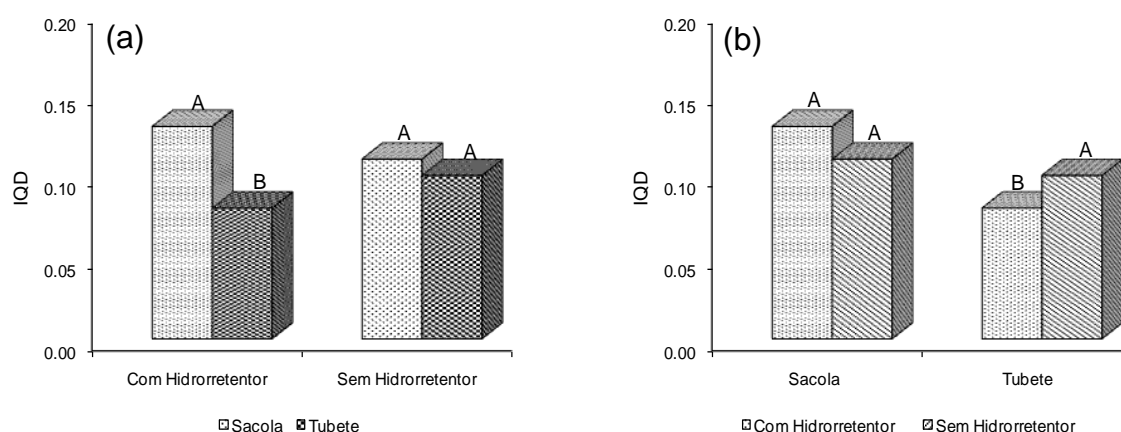 (a)
0.20
0.15
0.10
0.05
0.00
IQD
A
B
A
A
Com Hidrorretentor Sem Hidrorretentor
Sacola Tubete
(b)
0.20
0.15
0.10
0.05
0.00
IQD
A
A
B
A
Sacola Tubete
Com Hidrorretentor Sem Hidrorretentor